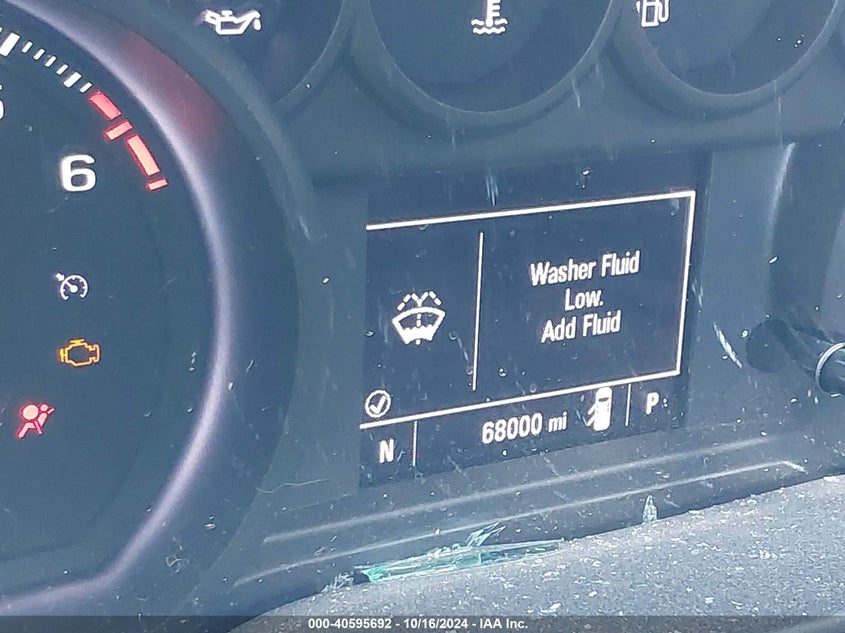 E
6
Washer Fluid
Low.
Add Fluid
N 68000 mi P
000-40595692 - 10/16/2024 - IAA Inc.